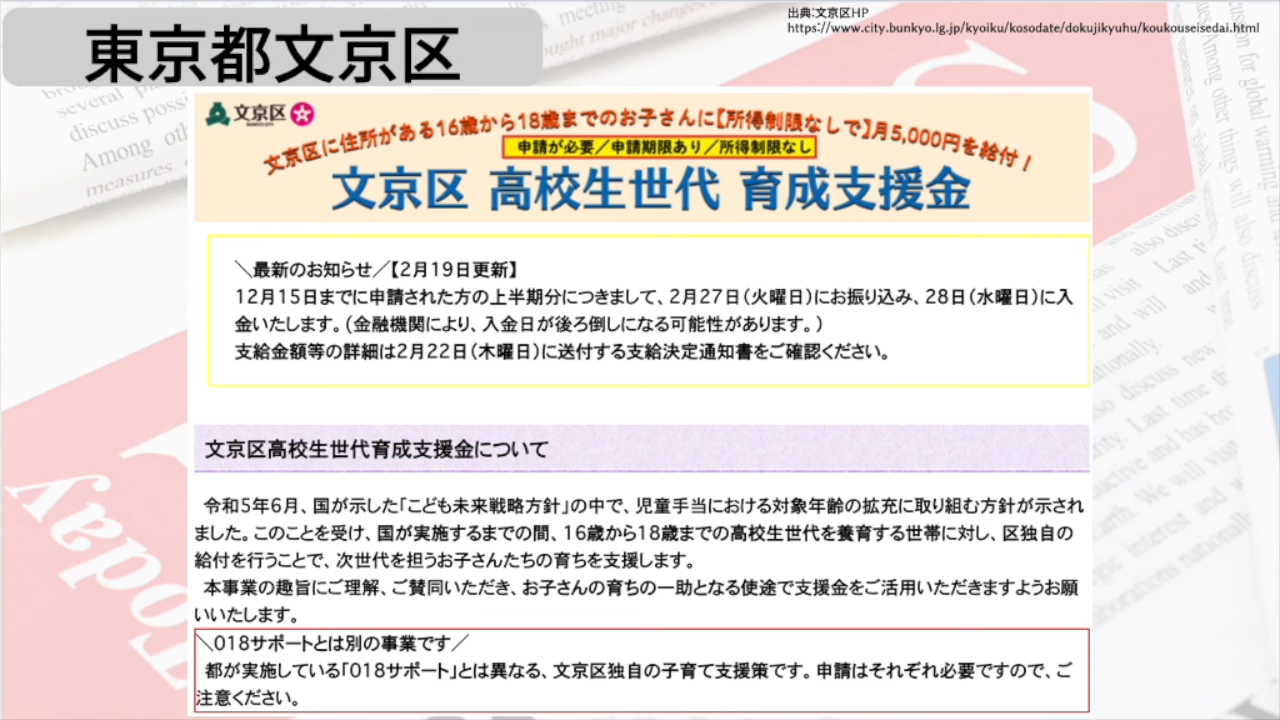 東京都文京区
出典:文京区HP
https://www.city.bunkyo.lg.jp/kyoiku/kosodate/dokujikyuhu/koukouseisedai.html
文京区
BUNKYO CITY
文京区に住所がある16歳から18歳までのお子さんに【所得制限なしで】月5,000円を給付！
申請が必要／申請期限あり／所得制限なし
文京区 高校生世代 育成支援金
＼最新のお知らせ／【2月19日更新】
12月15日までに申請された方の上半期分につきまして、2月27日（火曜日）にお振り込み、28日（水曜日）に入
金いたします。（金融機関により、入金日が後ろ倒しになる可能性があります。）
支給金額等の詳細は2月22日（木曜日）に送付する支給決定通知書をご確認ください。
文京区高校生世代育成支援金について
令和5年6月、国が示した「こども未来戦略方針」の中で、児童手当における対象年齢の拡充に取り組む方針が示され
ました。このことを受け、国が実施するまでの間、16歳から18歳までの高校生世代を養育する世帯に対し、区独自の
給付を行うことで、次世代を担うお子さんたちの育ちを支援します。
本事業の趣旨にご理解、ご賛同いただき、お子さんの育ちの一助となる使途で支援金をご活用いただきますようお願
いいたします。
＼018サポートとは別の事業です／
都が実施している「018サポート」とは異なる、文京区独自の子育て支援策です。申請はそれぞれ必要ですので、ご
注意ください。